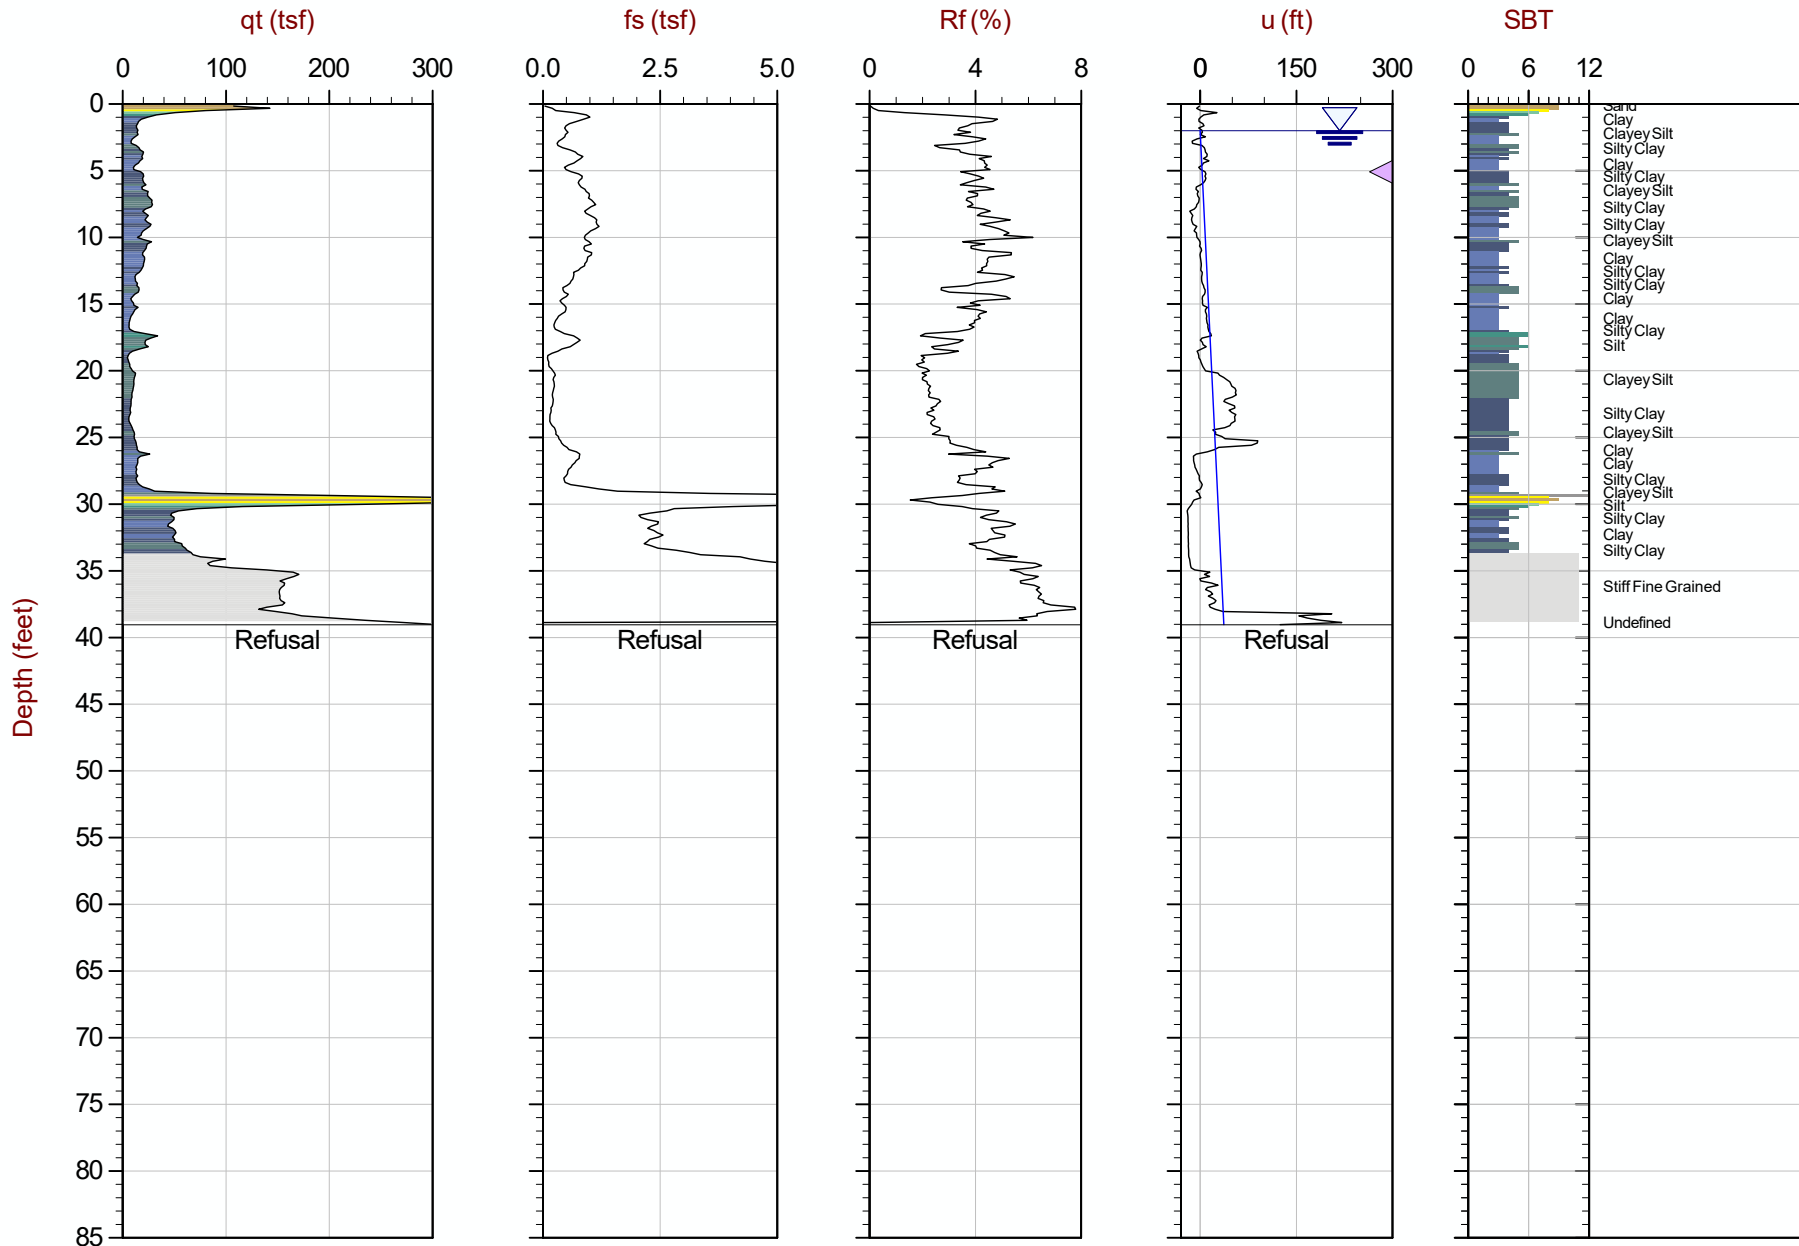 qt (tsf) fs (tsf) Rf (%) u (ft) SBT
0 100 200 300 0.0 2.5 5.0 0 4 8 0 150 300 0 6 12
0
5
10
15
20
25
30
35
40
45
50
55
60
65
70
75
80
85
Depth (feet)
Sand
Clay
Clayey Silt
Silty Clay
Clay
Silty Clay
Clayey Silt
Silty Clay
Silty Clay
Clayey Silt
Clay
Silty Clay
Silty Clay
Clay
Clay
Silty Clay
Silt
Clayey Silt
Silty Clay
Clayey Silt
Clay
Clay
Silty Clay
Clayey Silt
Silt
Silty Clay
Clay
Silty Clay
Stiff Fine Grained
Undefined
Refusal Refusal Refusal Refusal